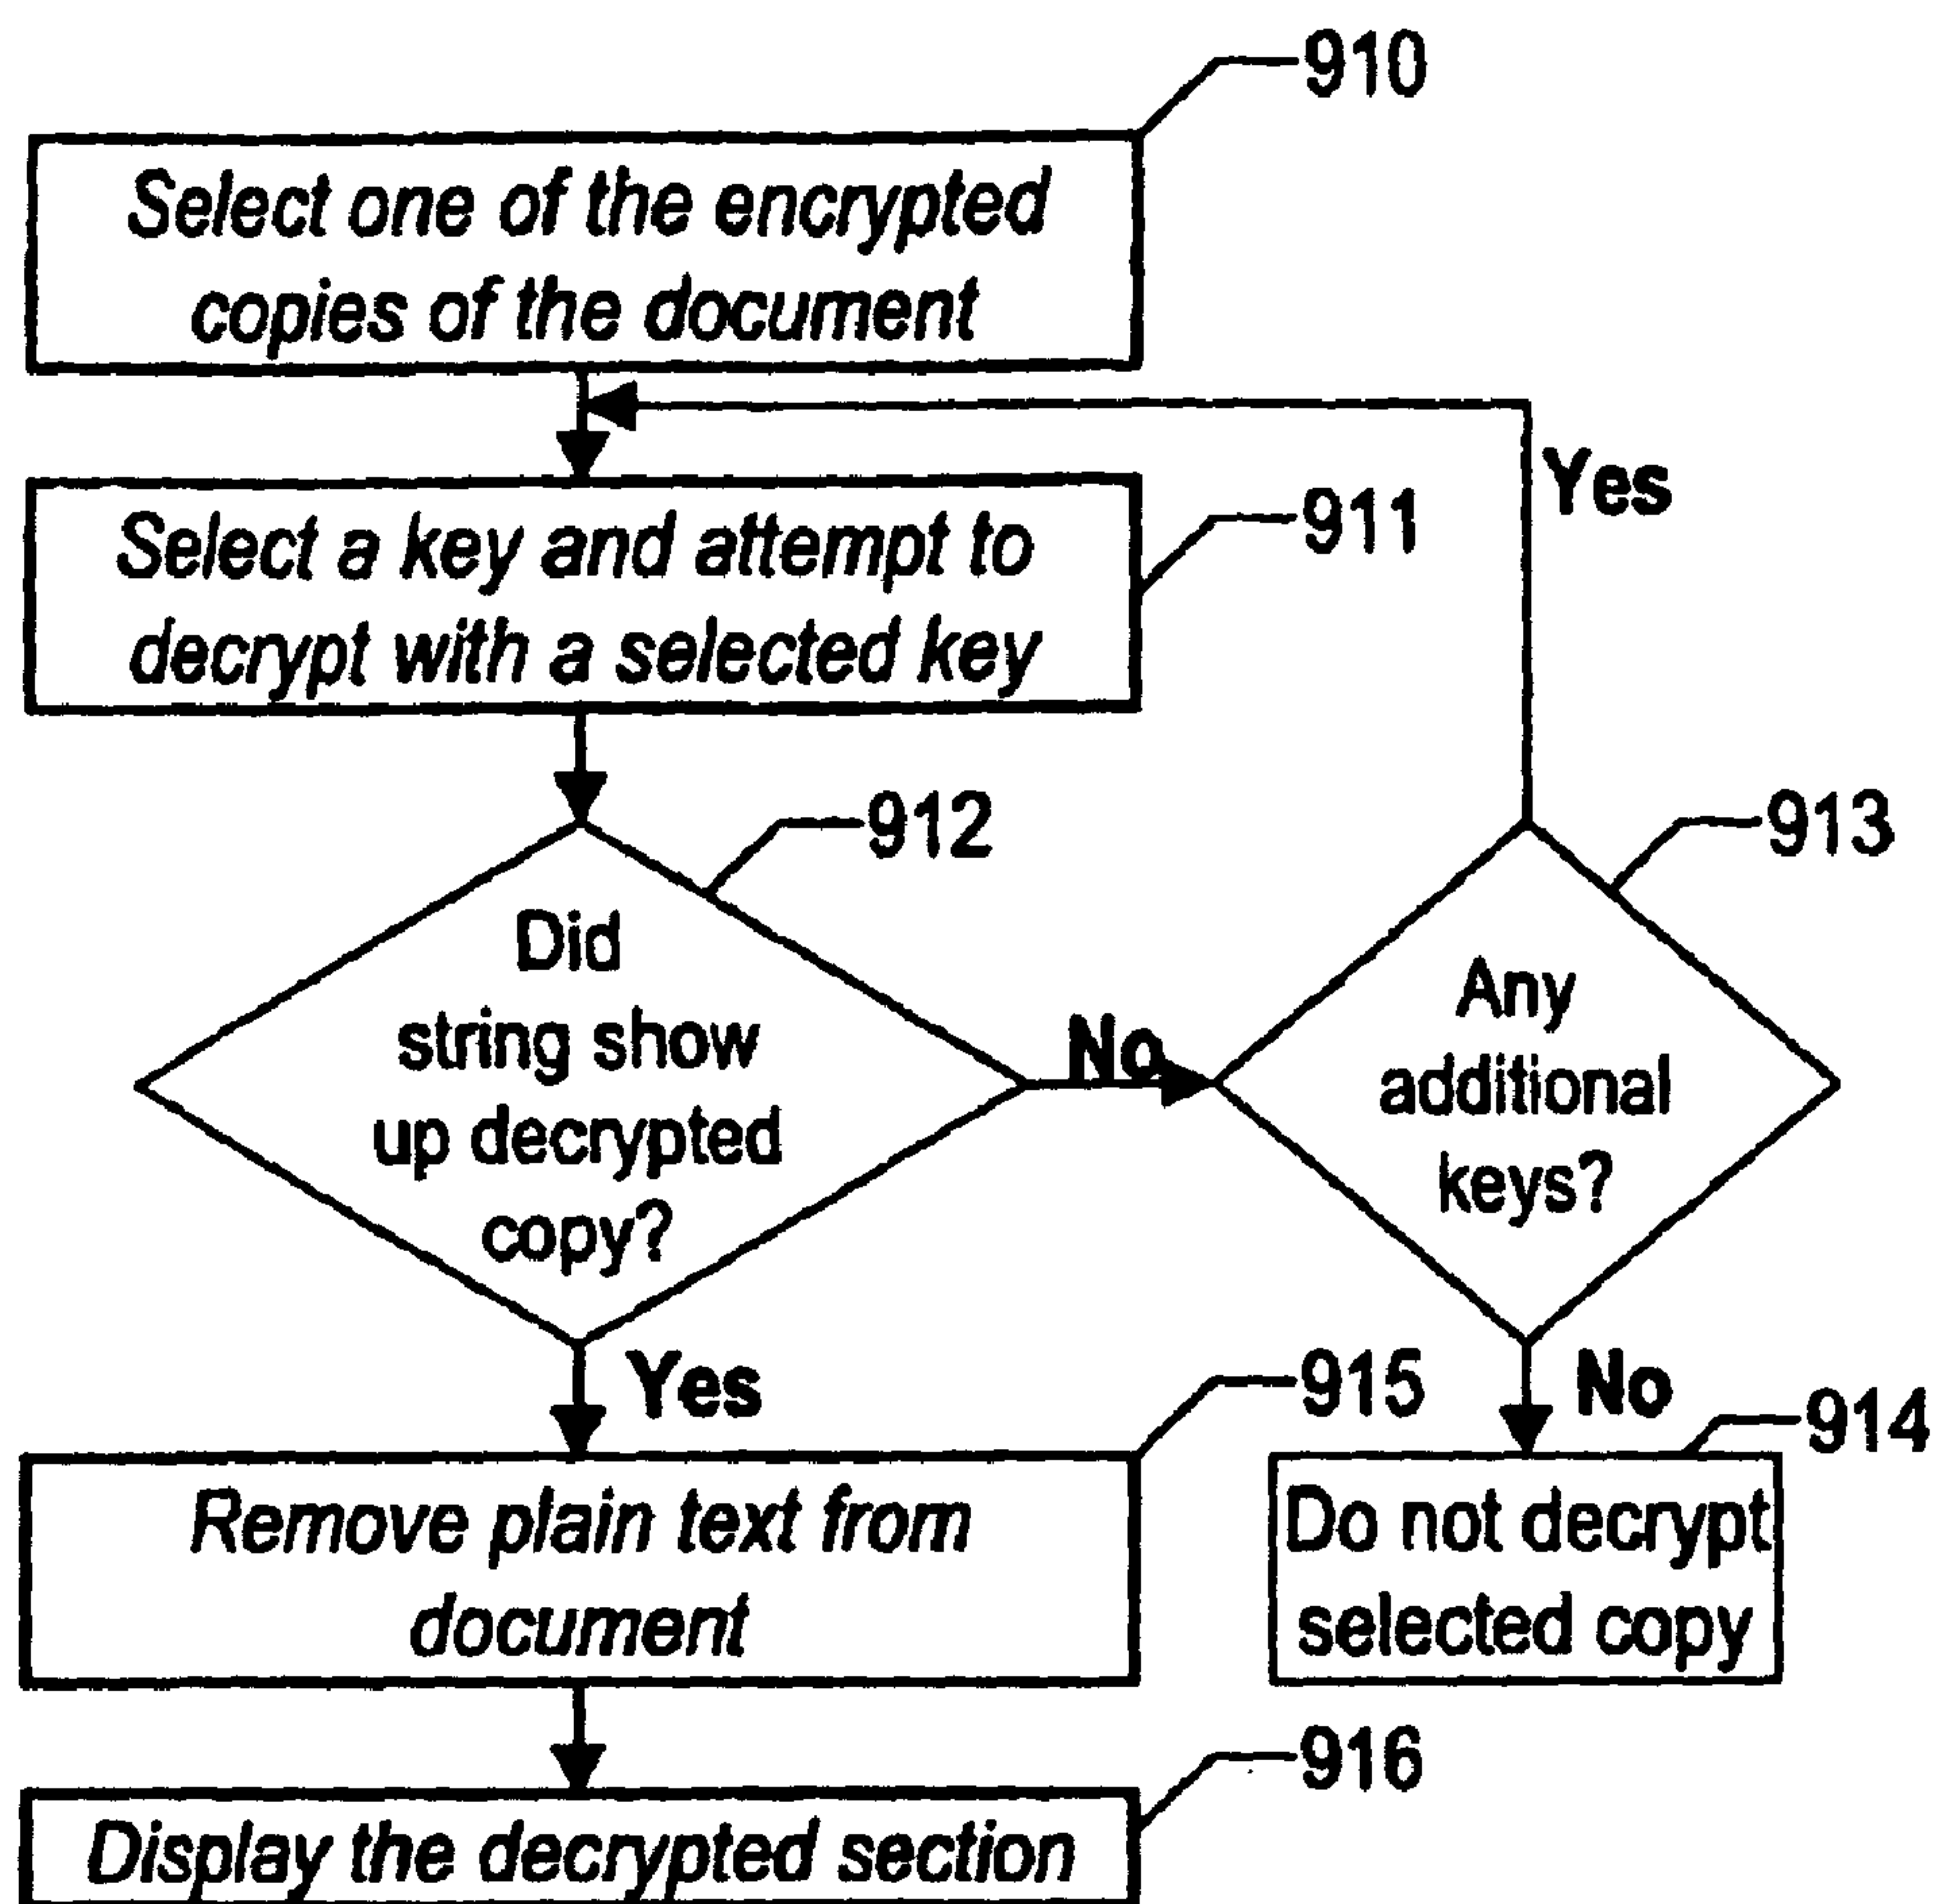 910
Select one of the encrypted
copies of the document
Yes
911
Select a key and attempt to
decrypt with a selected key
912
913
Did
string show
up decrypted
copy?
No
Any
additional
keys?
Yes
915
No
914
Remove plain text from
document
Do not decrypt
selected copy
916
Display the decrypted section